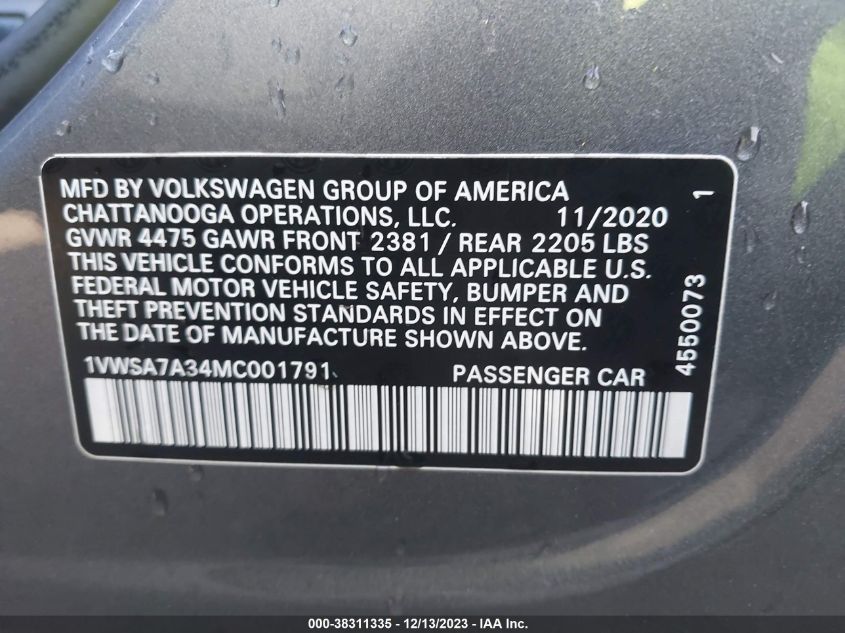 MFD BY VOLKSWAGEN GROUP OF AMERICA
CHATTANOOGA OPERATIONS, LLC. 11/2020
GVWR 4475 GAWR FRONT 2381 / REAR 2205 LBS
THIS VEHICLE CONFORMS TO ALL APPLICABLE U.S.
FEDERAL MOTOR VEHICLE SAFETY, BUMPER AND
THEFT PREVENTION STANDARDS IN EFFECT ON
THE DATE OF MANUFACTURE SHOWN ABOVE.
1VWSA7A34MC001791 PASSENGER CAR
4550073 1
000-38311335 - 12/13/2023 - IAA Inc.